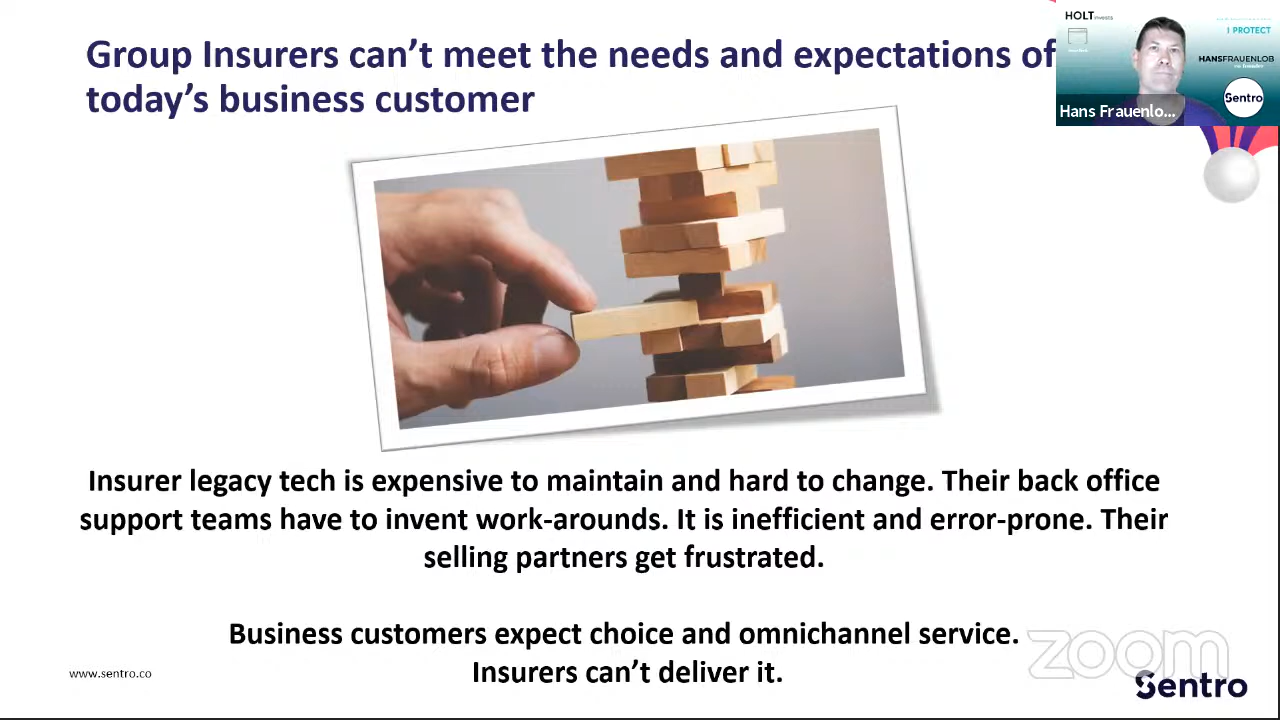 Group Insurers can't meet the needs and expectations of
today's business customer
HOLT
I PROTECT
HANSFRAUENLOB
Sentro
Hans Frauenlo...
Insurer legacy tech is expensive to maintain and hard to change. Their back office
support teams have to invent work-arounds. It is inefficient and error-prone. Their
selling partners get frustrated.
Business customers expect choice and omnichannel service.
Insurers can't deliver it.
www.sentro.co
zoom
Sentro